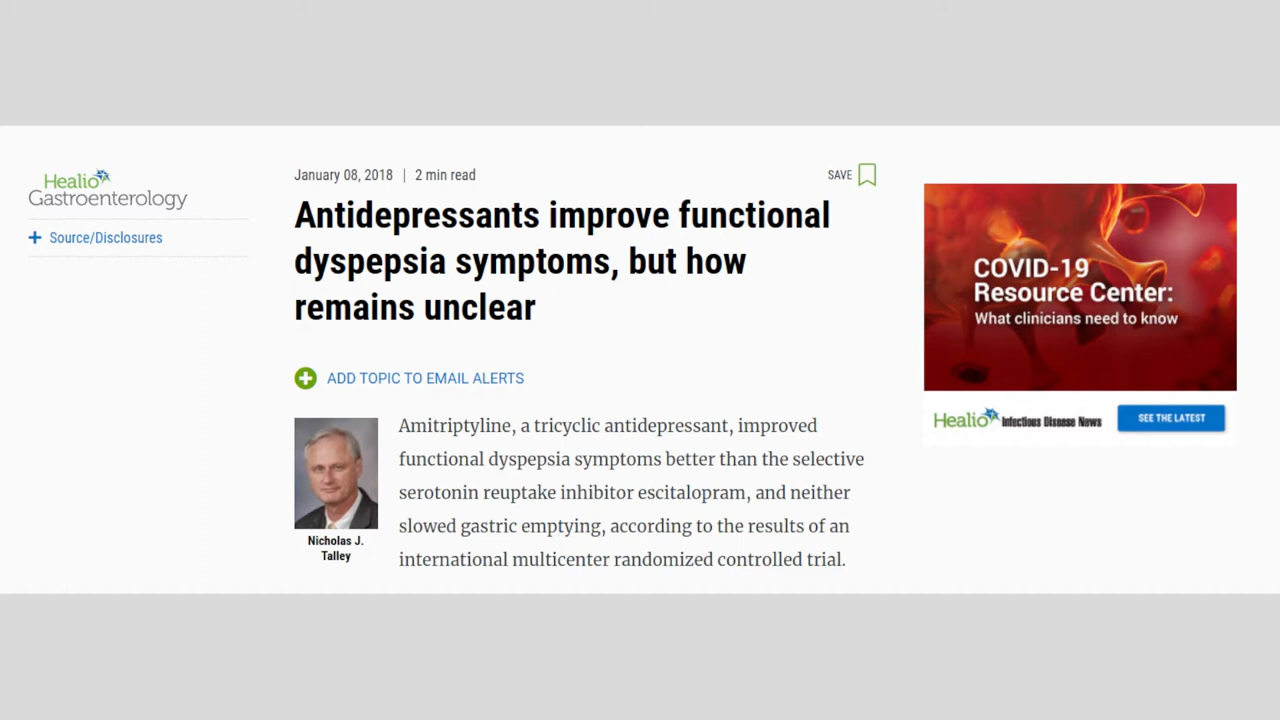 Healio
Gastroenterology
Source/Disclosures
January 08, 2018 | 2 min read
SAVE
Antidepressants improve functional
dyspepsia symptoms, but how
remains unclear
ADD TOPIC TO EMAIL ALERTS
Nicholas J.
Talley
Amitriptyline, a tricyclic antidepressant, improved
functional dyspepsia symptoms better than the selective
serotonin reuptake inhibitor escitalopram, and neither
slowed gastric emptying, according to the results of an
international multicenter randomized controlled trial.
COVID-19
Resource Center:
What clinicians need to know
Healio Infectious Disease News
SEE THE LATEST